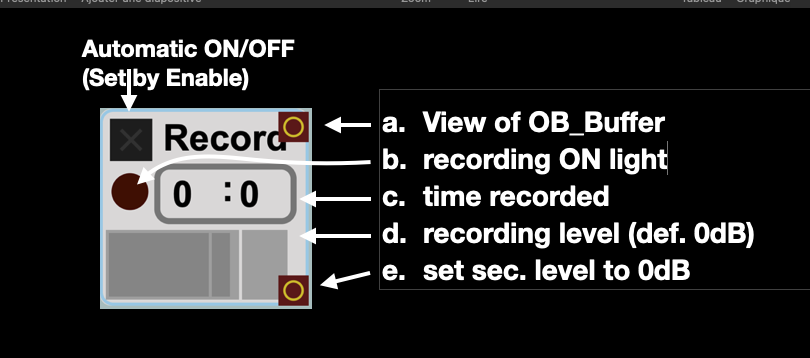 Présentation Ajouter une diapositive Zoom Lire Tableau Graphique
Automatic ON/OFF
(Set by Enable)
Record
0 :0
a. View of OB_Buffer
b. recording ON light
c. time recorded
d. recording level (def. 0dB)
e. set sec. level to 0dB